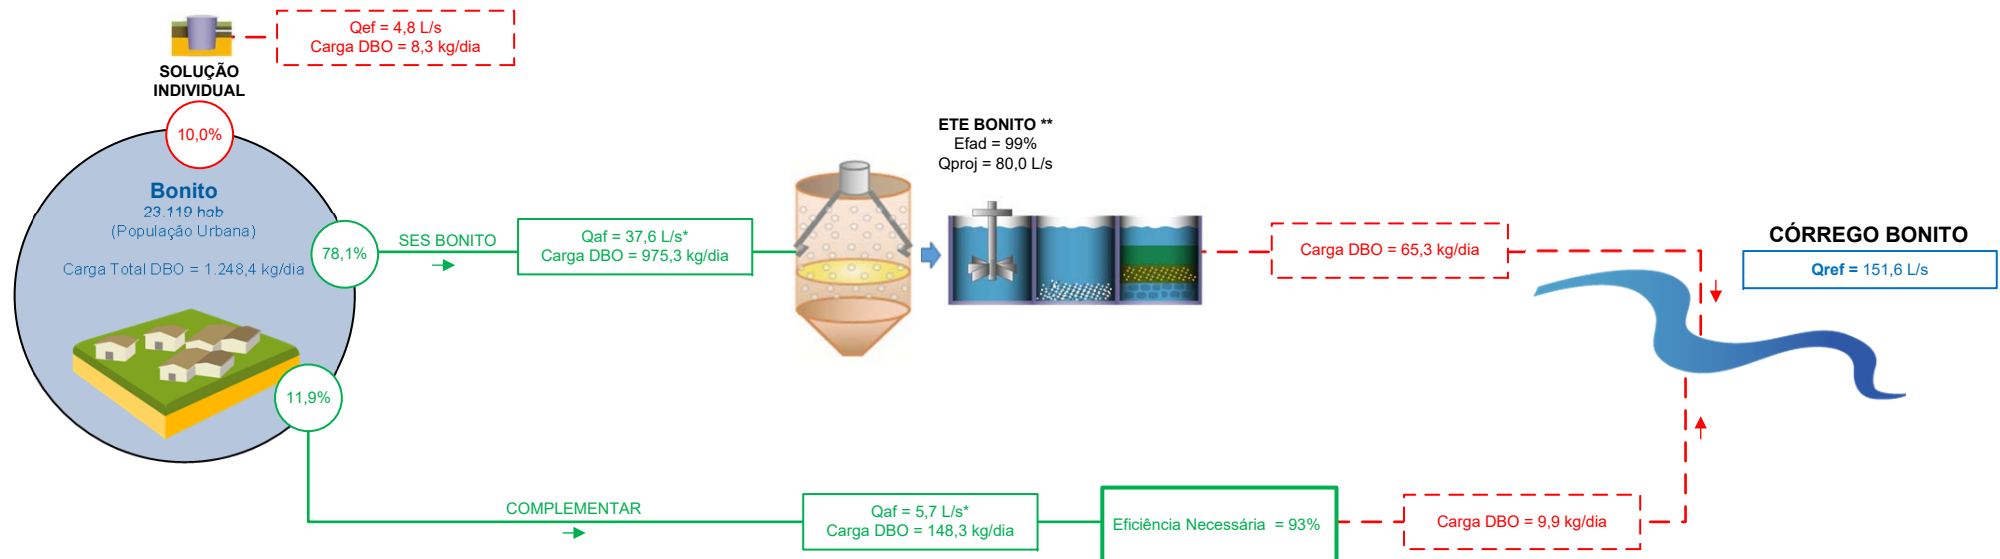 Qef = 4,8 L/s
Carga DBO = 8,3 kg/dia
SOLUÇÃO
INDIVIDUAL
10,0%
Bonito
23.119 hab
(População Urbana)
Carga Total DBO = 1.248,4 kg/dia
78,1%
11,9%
SES BONITO
Qaf = 37,6 L/s*
Carga DBO = 975,3 kg/dia
ETE BONITO **
Efad = 99%
Qproj = 80,0 L/s
Carga DBO = 65,3 kg/dia
CÓRREGO BONITO
Qref = 151,6 L/s
COMPLEMENTAR
Qaf = 5,7 L/s*
Carga DBO = 148,3 kg/dia
Eficiência Necessária = 93%
Carga DBO = 9,9 kg/dia